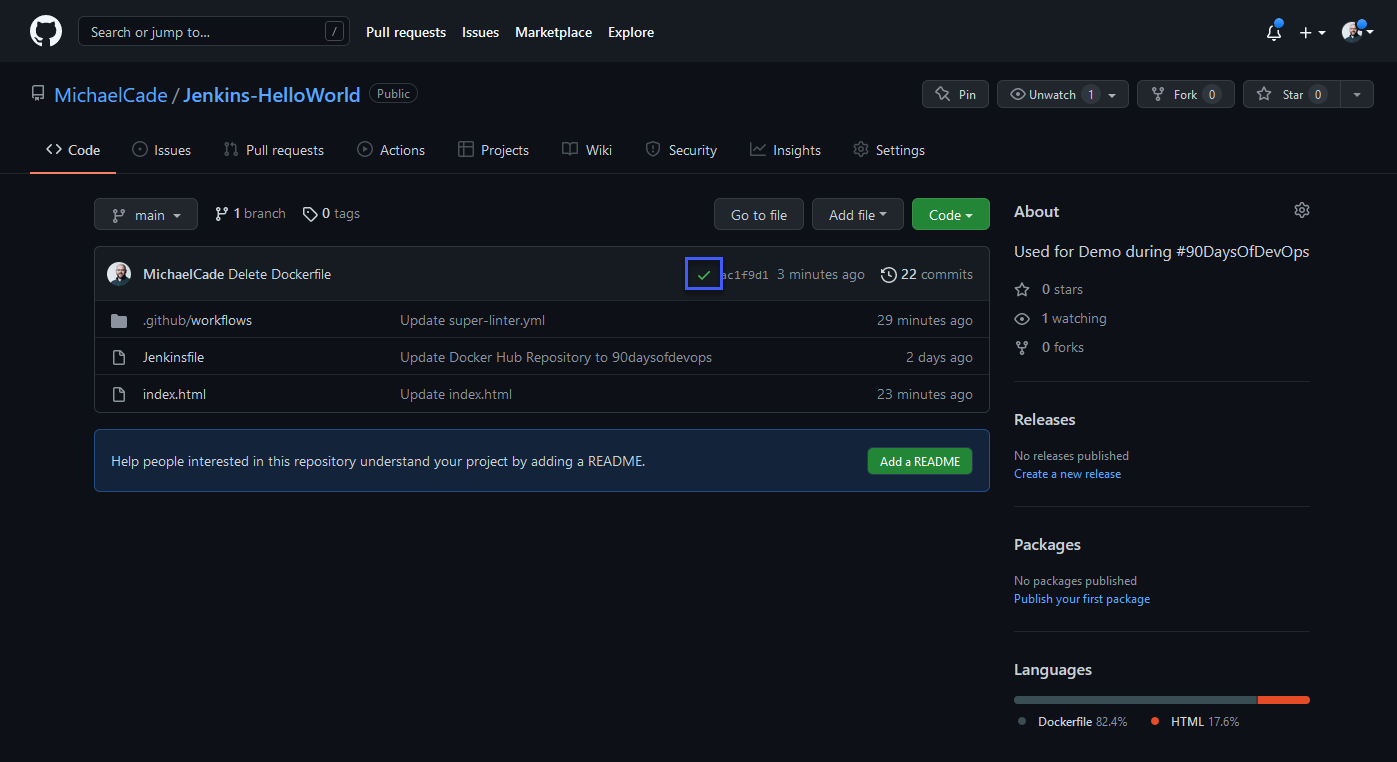 Search or jump to... /
Pull requests Issues Marketplace Explore
MichaelCade / Jenkins-HelloWorld Public
Pin Unwatch 1 Fork 0 Star 0
Code Issues Pull requests Actions Projects Wiki Security Insights Settings
main 1 branch 0 tags Go to file Add file Code
MichaelCade Delete Dockerfile ac1f9d1 3 minutes ago 22 commits
.github/workflows Update super-linter.yml 29 minutes ago
Jenkinsfile Update Docker Hub Repository to 90daysofdevops 2 days ago
index.html Update index.html 23 minutes ago
Help people interested in this repository understand your project by adding a README. Add a README
About
Used for Demo during #90DaysOfDevOps
0 stars
1 watching
0 forks
Releases
No releases published
Create a new release
Packages
No packages published
Publish your first package
Languages
Dockerfile 82.4% HTML 17.6%